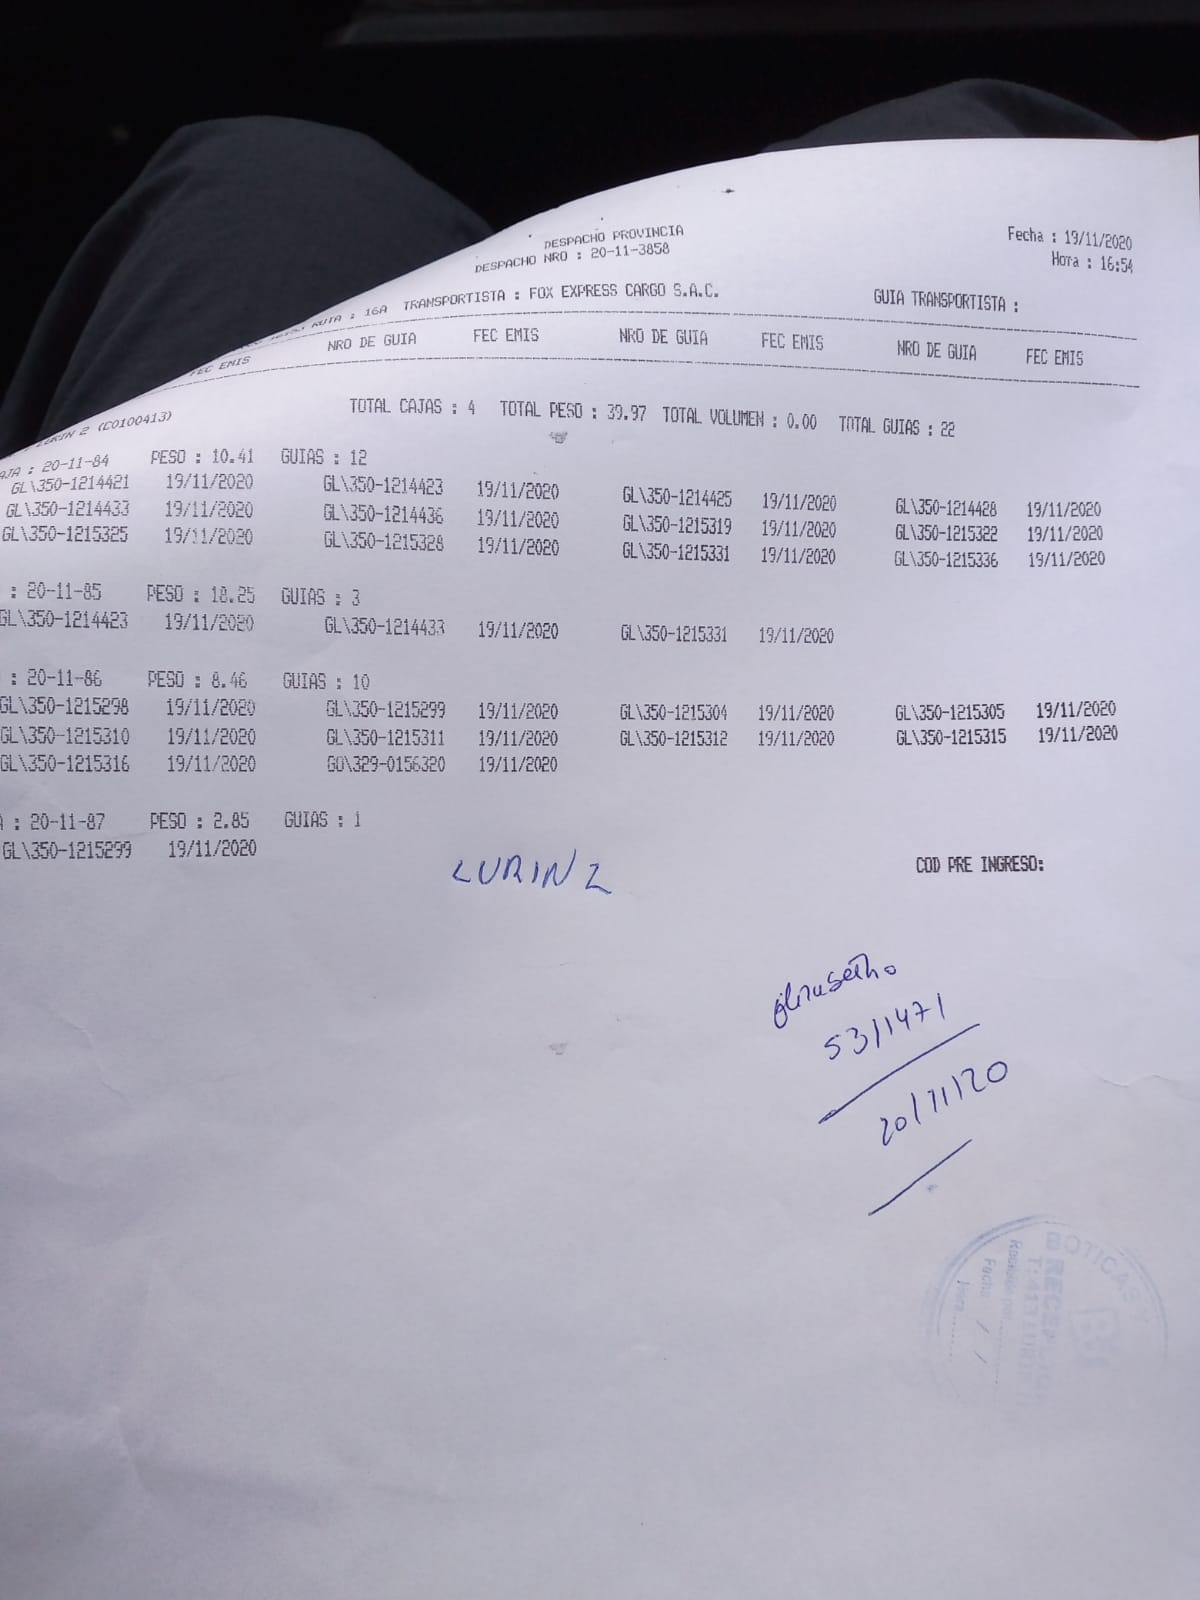 DESPACHO PROVINCIA
DESPACHO NRO : 20-11-3858
Fecha : 19/11/2020
Hora : 16:54
RUTA : 16A TRANSPORTISTA : FOX EXPRESS CARGO S.A.C. GUIA TRANSPORTISTA :
FEC EMIS NRO DE GUIA FEC EMIS NRO DE GUIA FEC EMIS NRO DE GUIA FEC EMIS
LURIN 2 (C0100413) TOTAL CAJAS : 4 TOTAL PESO : 39.97 TOTAL VOLUMEN : 0.00 TOTAL GUIAS : 22
AJA : 20-11-84 PESO : 10.41 GUIAS : 12
GL\350-1214421 19/11/2020 GL\350-1214423 19/11/2020 GL\350-1214425 19/11/2020 GL\350-1214428 19/11/2020
GL\350-1214433 19/11/2020 GL\350-1214436 19/11/2020 GL\350-1215319 19/11/2020 GL\350-1215322 19/11/2020
GL\350-1215325 19/11/2020 GL\350-1215328 19/11/2020 GL\350-1215331 19/11/2020 GL\350-1215336 19/11/2020
: 20-11-85 PESO : 18.25 GUIAS : 3
GL\350-1214423 19/11/2020 GL\350-1214433 19/11/2020 GL\350-1215331 19/11/2020
: 20-11-86 PESO : 8.46 GUIAS : 10
GL\350-1215298 19/11/2020 GL\350-1215299 19/11/2020 GL\350-1215304 19/11/2020 GL\350-1215305 19/11/2020
GL\350-1215310 19/11/2020 GL\350-1215311 19/11/2020 GL\350-1215312 19/11/2020 GL\350-1215315 19/11/2020
GL\350-1215316 19/11/2020 GO\329-0156320 19/11/2020
A : 20-11-87 PESO : 2.85 GUIAS : 1
GL\350-1215299 19/11/2020
LURIN 2
COD PRE INGRESO:
20/11/20
BOTICAS
Fecha / /
Hora